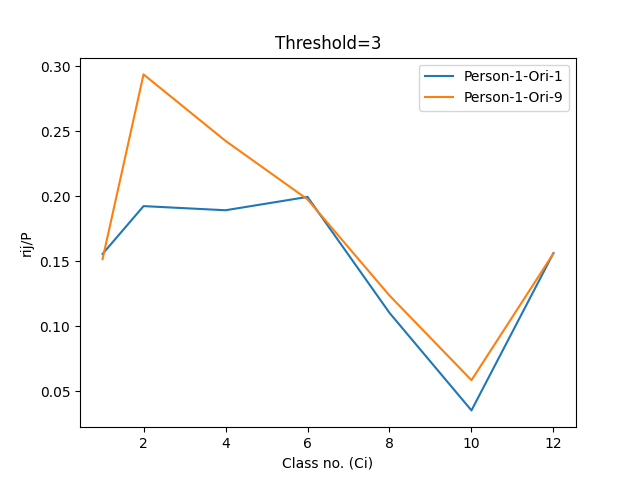 Threshold=3
Person-1-Ori-1
Person-1-Ori-9
0.30
0.25
0.20
0.15
0.10
0.05
rij/P
2 4 6 8 10 12
Class no. (Ci)